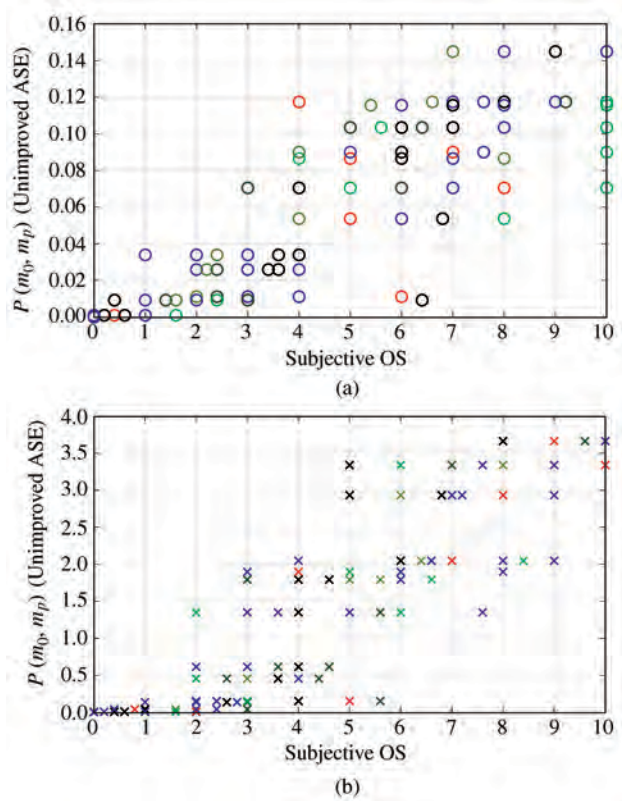 0.16
0.14
0.12
0.10
0.08
0.06
0.04
0.02
0.00
P (m0, mp) (Unimproved ASE)
0 1 2 3 4 5 6 7 8 9 10
Subjective OS
(a)
4.0
3.5
3.0
2.5
2.0
1.5
1.0
0.5
0.0
P (m0, mp) (Unimproved ASE)
0 1 2 3 4 5 6 7 8 9 10
Subjective OS
(b)